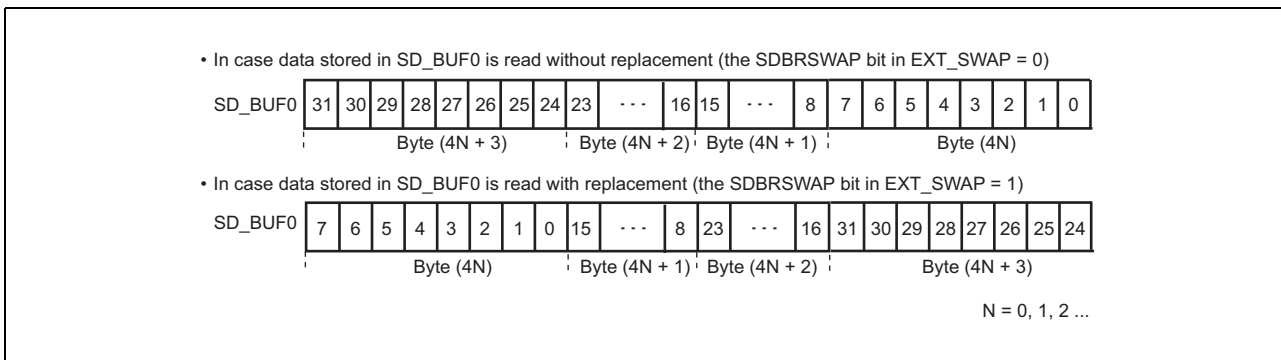 • In case data stored in SD_BUF0 is read without replacement (the SDBRSWAP bit in EXT_SWAP = 0)
SD_BUF0 31 30 29 28 27 26 25 24 23 --- 16 15 --- 8 7 6 5 4 3 2 1 0
Byte (4N + 3) Byte (4N + 2) Byte (4N + 1) Byte (4N)
• In case data stored in SD_BUF0 is read with replacement (the SDBRSWAP bit in EXT_SWAP = 1)
SD_BUF0 7 6 5 4 3 2 1 0 15 --- 8 23 --- 16 31 30 29 28 27 26 25 24
Byte (4N) Byte (4N + 1) Byte (4N + 2) Byte (4N + 3)
N = 0, 1, 2 ...